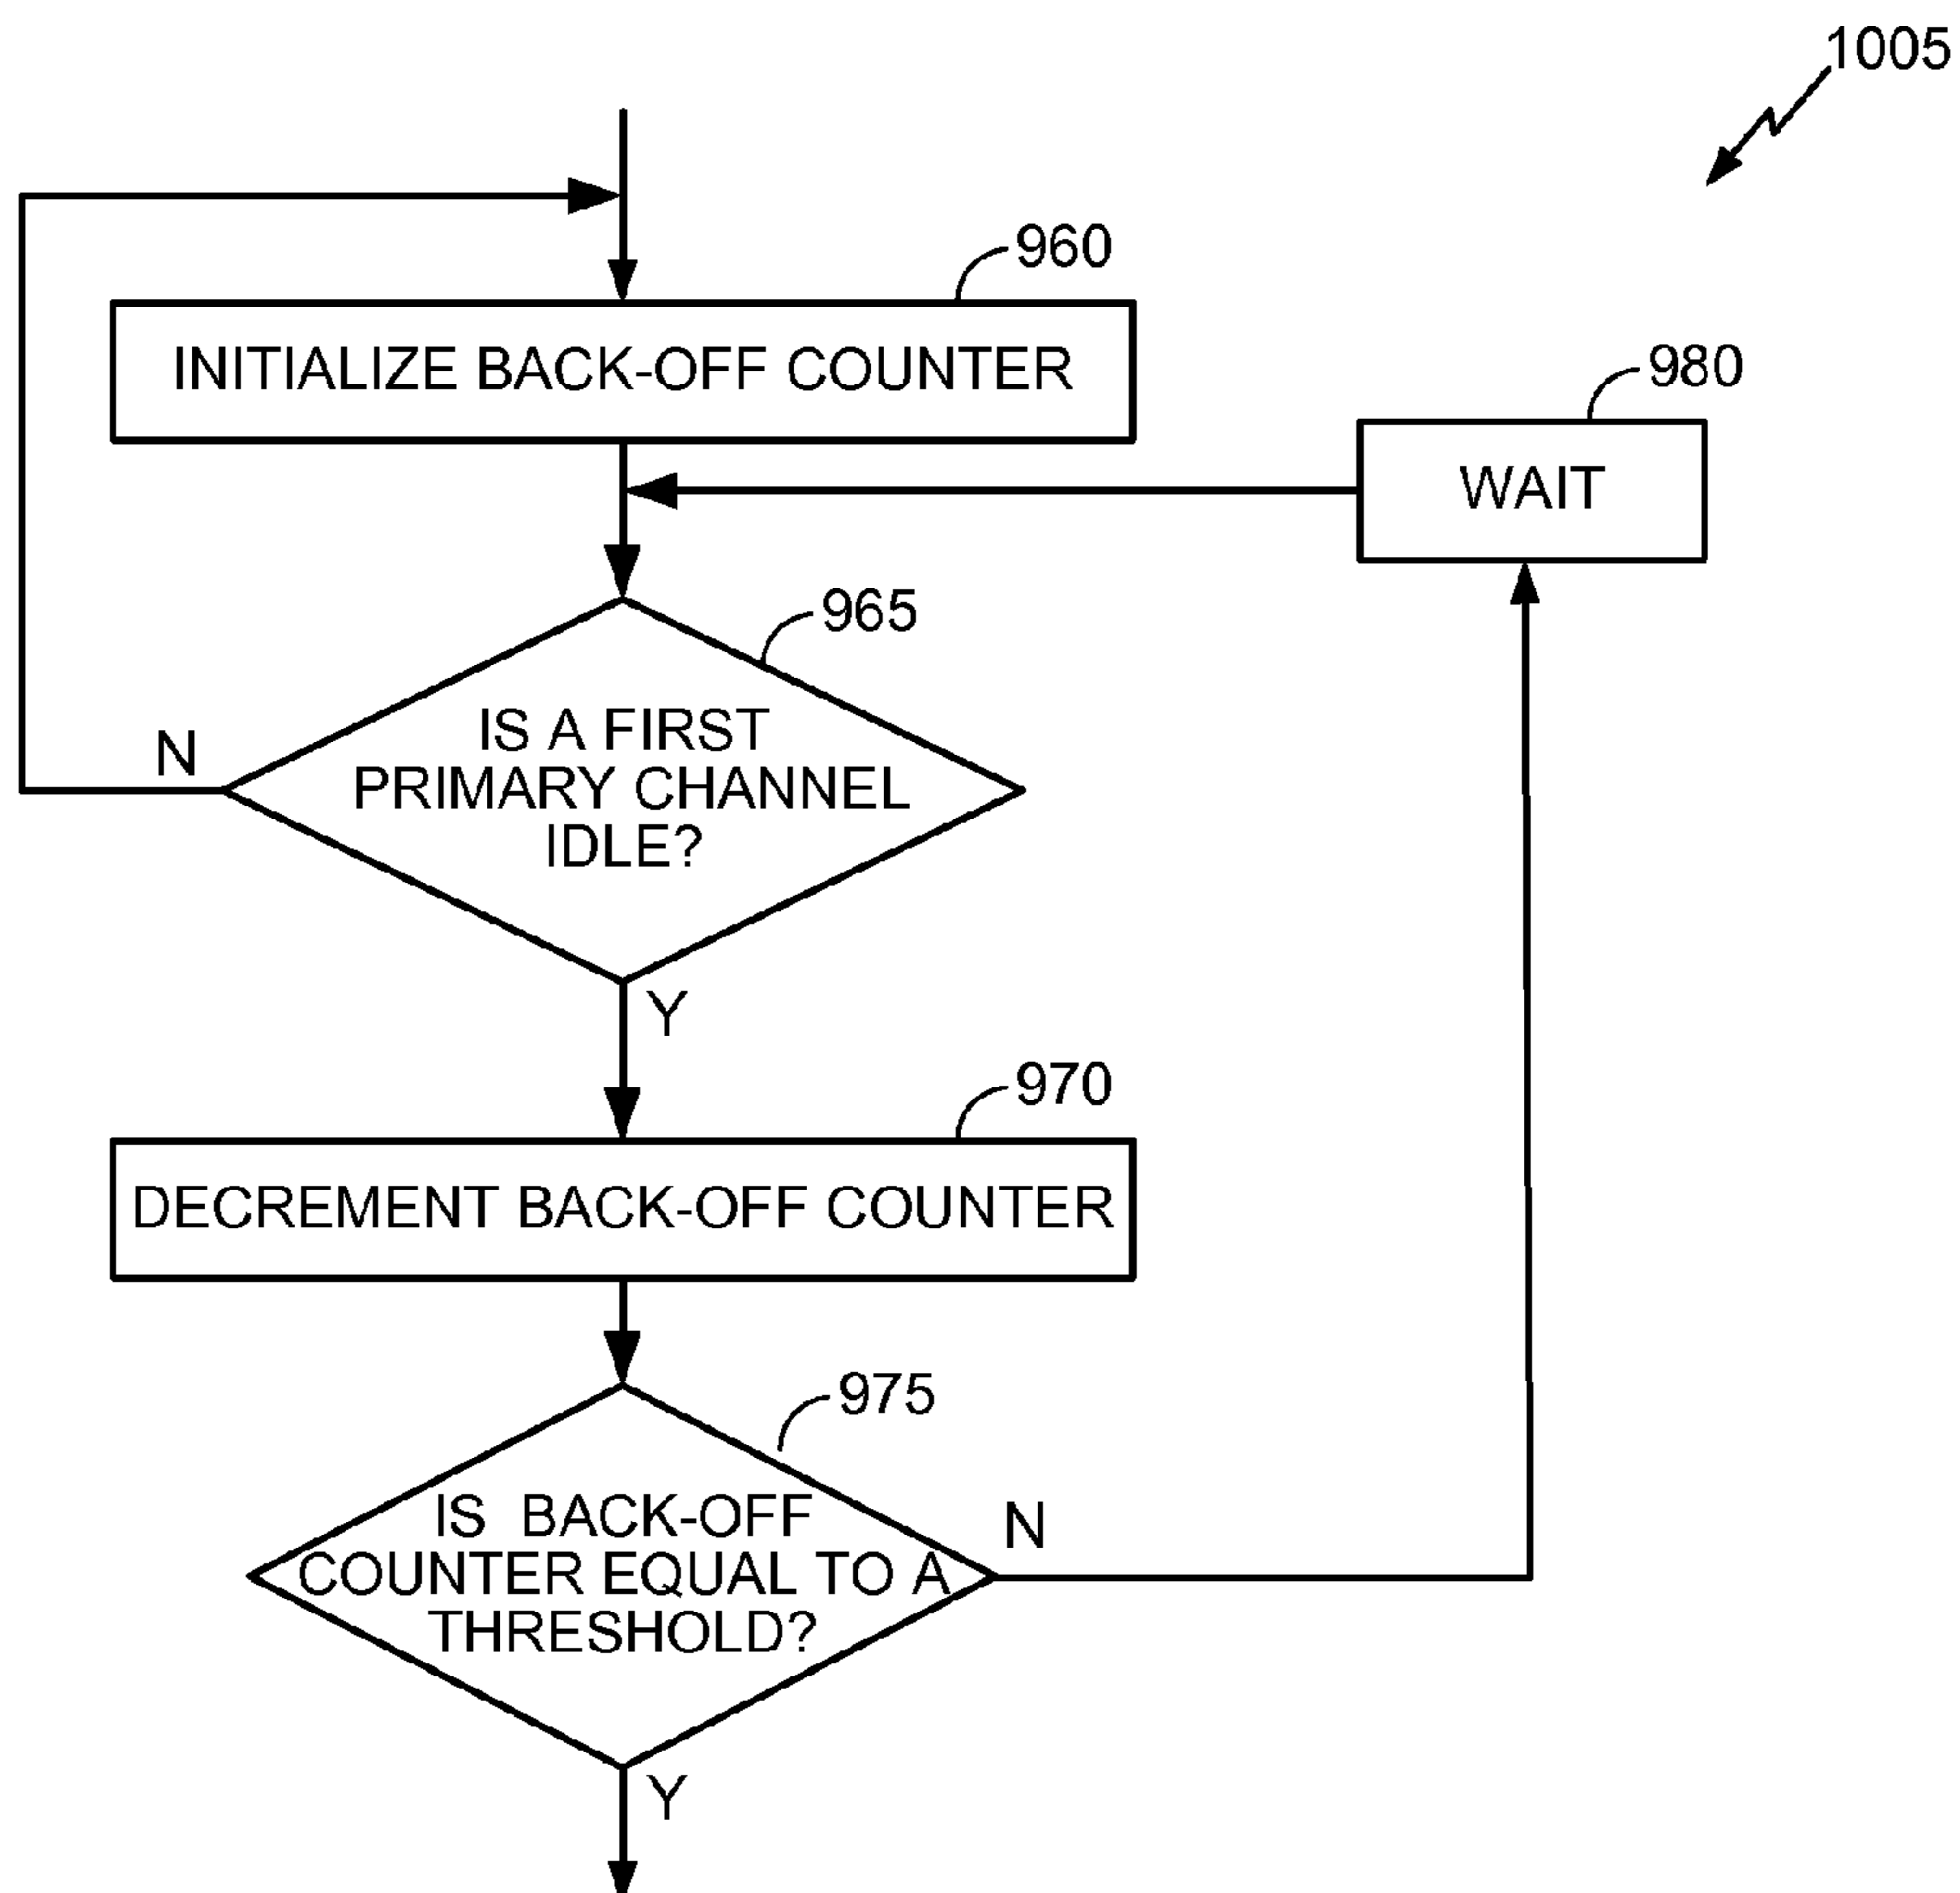 1005
960
INITIALIZE BACK-OFF COUNTER
980
WAIT
965
IS A FIRST
PRIMARY CHANNEL
IDLE?
N
Y
970
DECREMENT BACK-OFF COUNTER
975
IS BACK-OFF
COUNTER EQUAL TO A
THRESHOLD?
N
Y